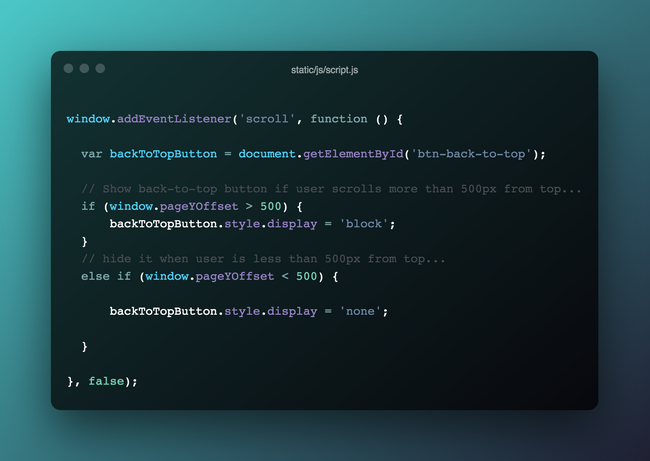 static/js/script.js
window.addEventListener('scroll', function () {
var backToTopButton = document.getElementById('btn-back-to-top');
// Show back-to-top button if user scrolls more than 500px from top...
if (window.pageYOffset > 500) {
backToTopButton.style.display = 'block';
}
// hide it when user is less than 500px from top...
else if (window.pageYOffset < 500) {
backToTopButton.style.display = 'none';
}
}, false);